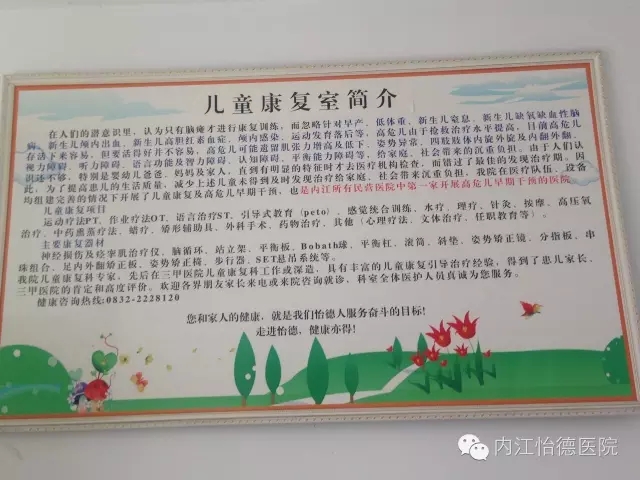 儿童康复室简介
在人们的潜意识里,认为只有脑瘫才进行康复训练,而忽略针对早产、低体重、新生儿窒息、新生儿缺氧缺血性脑
病、新生儿颅内出血、新生儿高胆红素血症、颅内感染、运动发育落后等,高危儿由于抢救治疗水平提高,目前高危儿
存活下来容易,但要活得好并不容易,高危儿可能遗留肌张力增高及低下、姿势异常、四肢肢体内旋外旋及内翻外翻、
视力障碍、听力障碍、语言功能及智力障碍、认知障碍、平衡能力障碍等,给家庭、社会带来的沉重负担。由于人们认
识还不够,特别是婴幼儿爸爸、妈妈及家人,直到有明显的特征时才去医疗机构检查,而错过了最佳的发现治疗期。因
此,为了提高患儿的生活质量,减少上述儿童未得到及时发现治疗给家庭、社会带来沉重负担,我院在医疗队伍、设备
均组建完善的情况下开展了儿童康复及高危儿早期干预,也是内江所有民营医院中第一家开展高危儿早期干预的医院
儿童康复项目
运动疗法PT、作业疗法OT、语言治疗ST、引导式教育(peto)、感觉统合训练、水疗、理疗、针灸、按摩、高压氧
治疗、中药熏蒸疗法、蜡疗、矫形辅助具、外科手术、药物治疗、其他(心理疗法、文体治疗、任职教育等)。
主要康复器材
神经损伤及痉挛肌治疗仪、脑循环、站立架、平衡板、Bobath球、平衡杠、滚筒、斜垫、姿势矫正镜、分指板、串
珠组合、足内外翻矫正板、姿势矫正椅、步行器、SET悬吊系统等。
我院儿童康复科专家,先后在三甲医院儿童康复科工作或深造,具有丰富的儿童康复引导治疗经验,得到了患儿家长、
三甲医院的肯定和高度评价。欢迎各界朋友家长来电或来院咨询就诊,科室全体医护人员真诚为您服务。
健康咨询热线:0832-2228120
您和家人的健康,就是我们怡德人服务奋斗的目标!
走进怡德,健康亦得!
内江怡德医院